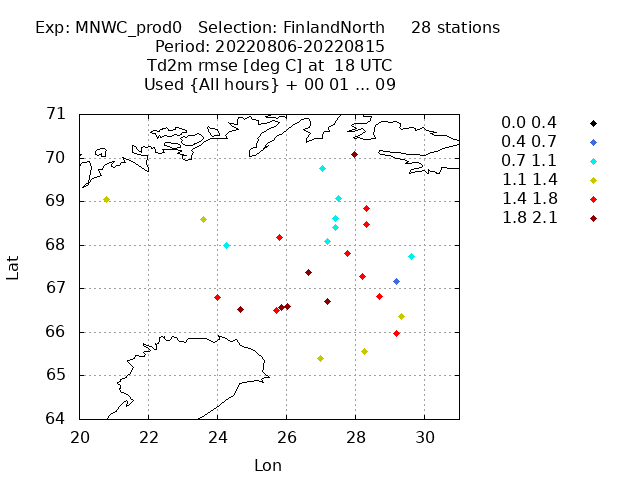 Exp: MNWC_prod0   Selection: FinlandNorth     28 stations
Period: 20220806-20220815
Td2m rmse [deg C] at  18 UTC
Used {All hours} + 00 01 ... 09
71
70
69
68
67
66
65
64
Lat
20 22 24 26 28 30
Lon
0.0 0.4
0.4 0.7
0.7 1.1
1.1 1.4
1.4 1.8
1.8 2.1